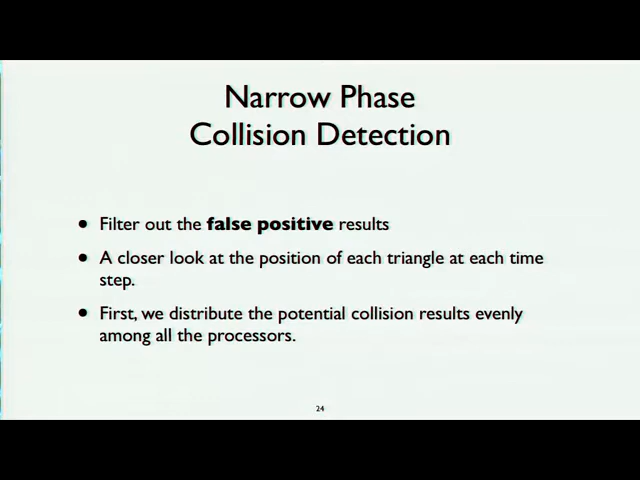 Narrow Phase
Collision Detection
• Filter out the false positive results
• A closer look at the position of each triangle at each time
step.
• First, we distribute the potential collision results evenly
among all the processors.
24